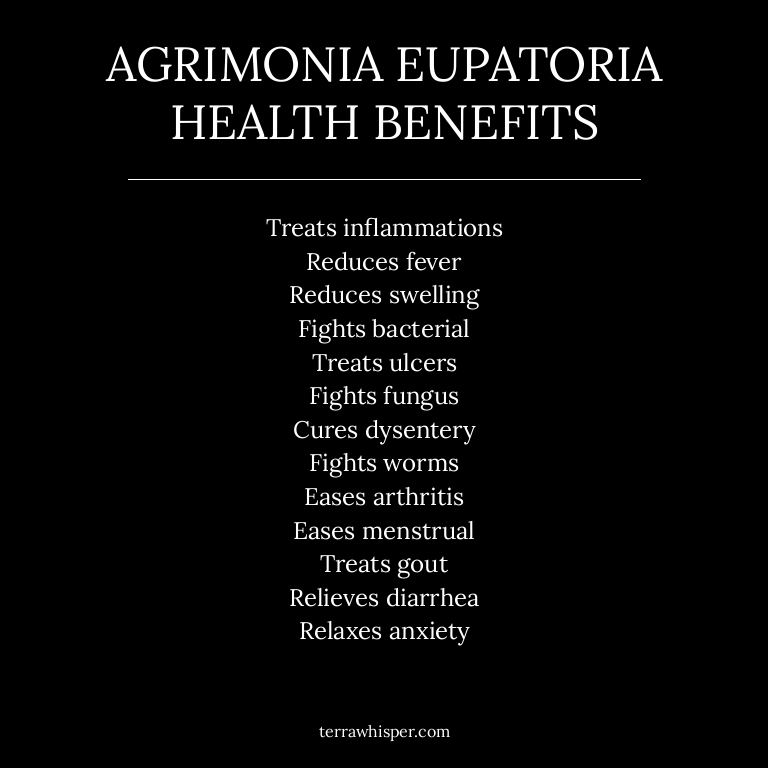 AGRIMONIA EUPATORIA
HEALTH BENEFITS
Treats inflammations
Reduces fever
Reduces swelling
Fights bacterial
Treats ulcers
Fights fungus
Cures dysentery
Fights worms
Eases arthritis
Eases menstrual
Treats gout
Relieves diarrhea
Relaxes anxiety
terrawhisper.com